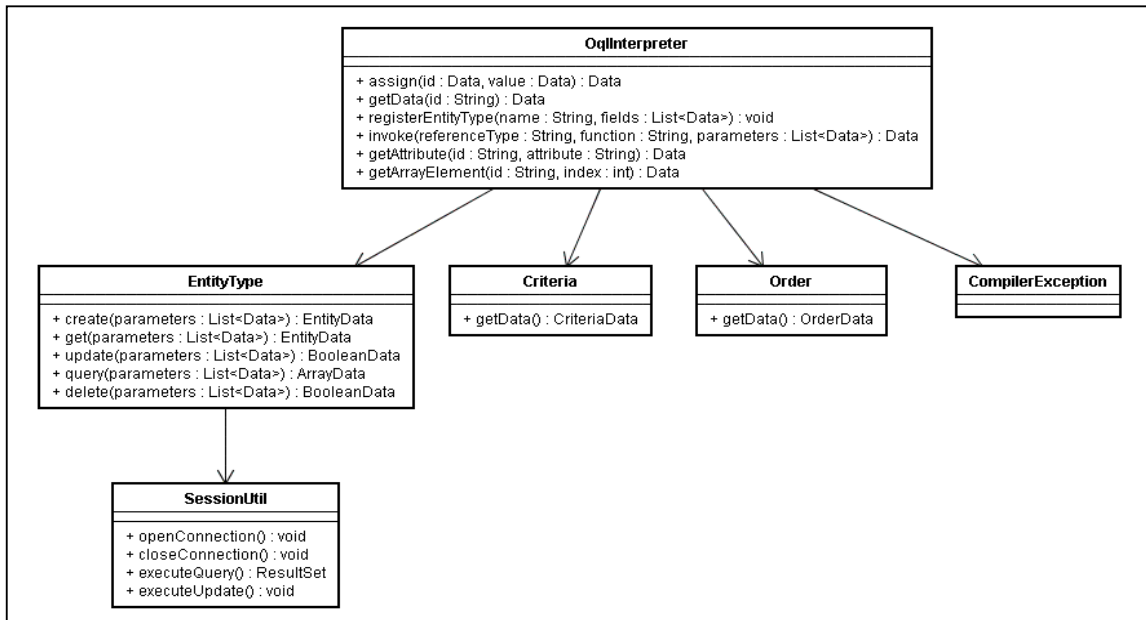 OqlInterpreter
+ assign(id : Data, value : Data) : Data
+ getData(id : String) : Data
+ registerEntityType(name : String, fields : List<Data>) : void
+ invoke(referenceType : String, function : String, parameters : List<Data>) : Data
+ getAttribute(id : String, attribute : String) : Data
+ getArrayElement(id : String, index : int) : Data
EntityType
+ create(parameters : List<Data>) : EntityData
+ get(parameters : List<Data>) : EntityData
+ update(parameters : List<Data>) : BooleanData
+ query(parameters : List<Data>) : ArrayData
+ delete(parameters : List<Data>) : BooleanData
Criteria
+ getData() : CriteriaData
Order
+ getData() : OrderData
CompilerException
SessionUtil
+ openConnection() : void
+ closeConnection() : void
+ executeQuery() : ResultSet
+ executeUpdate() : void